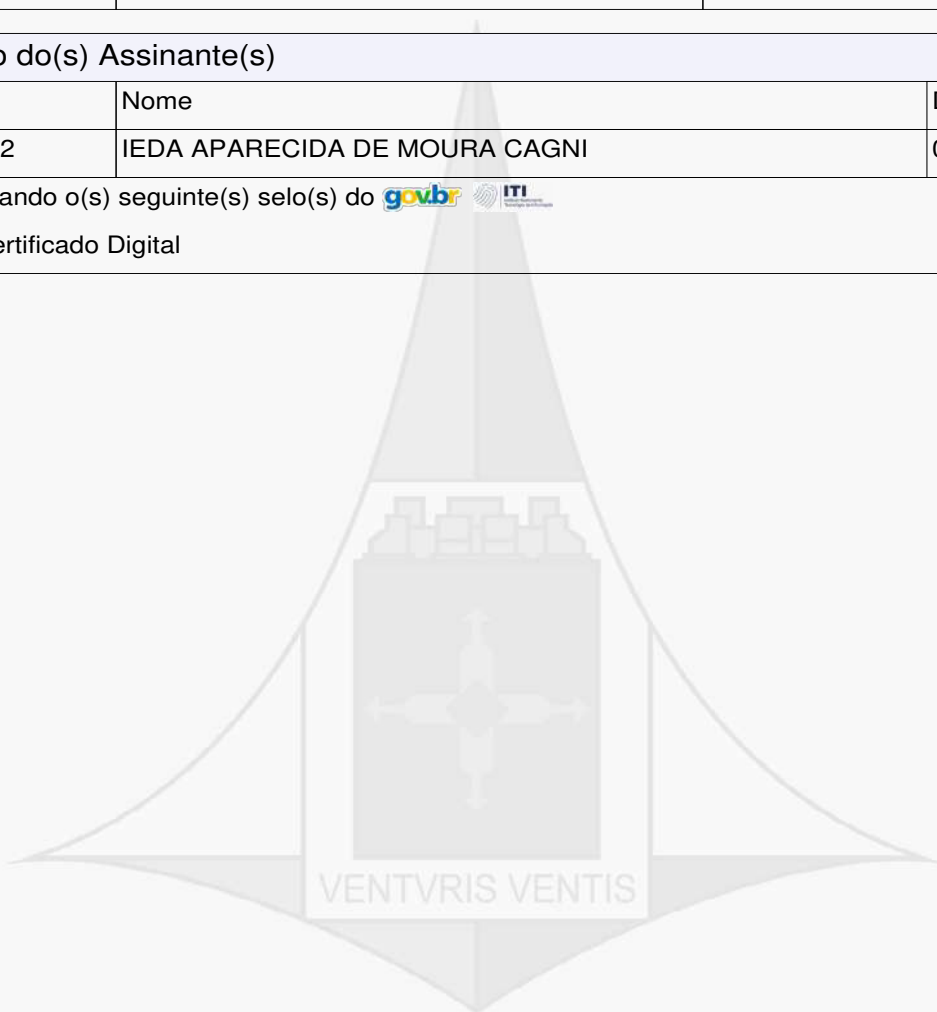 o do(s) Assinante(s)
Nome
2 IEDA APARECIDA DE MOURA CAGNI
ando o(s) seguinte(s) selo(s) do gov.br ITI
ertificado Digital
VENTVRIS VENTIS